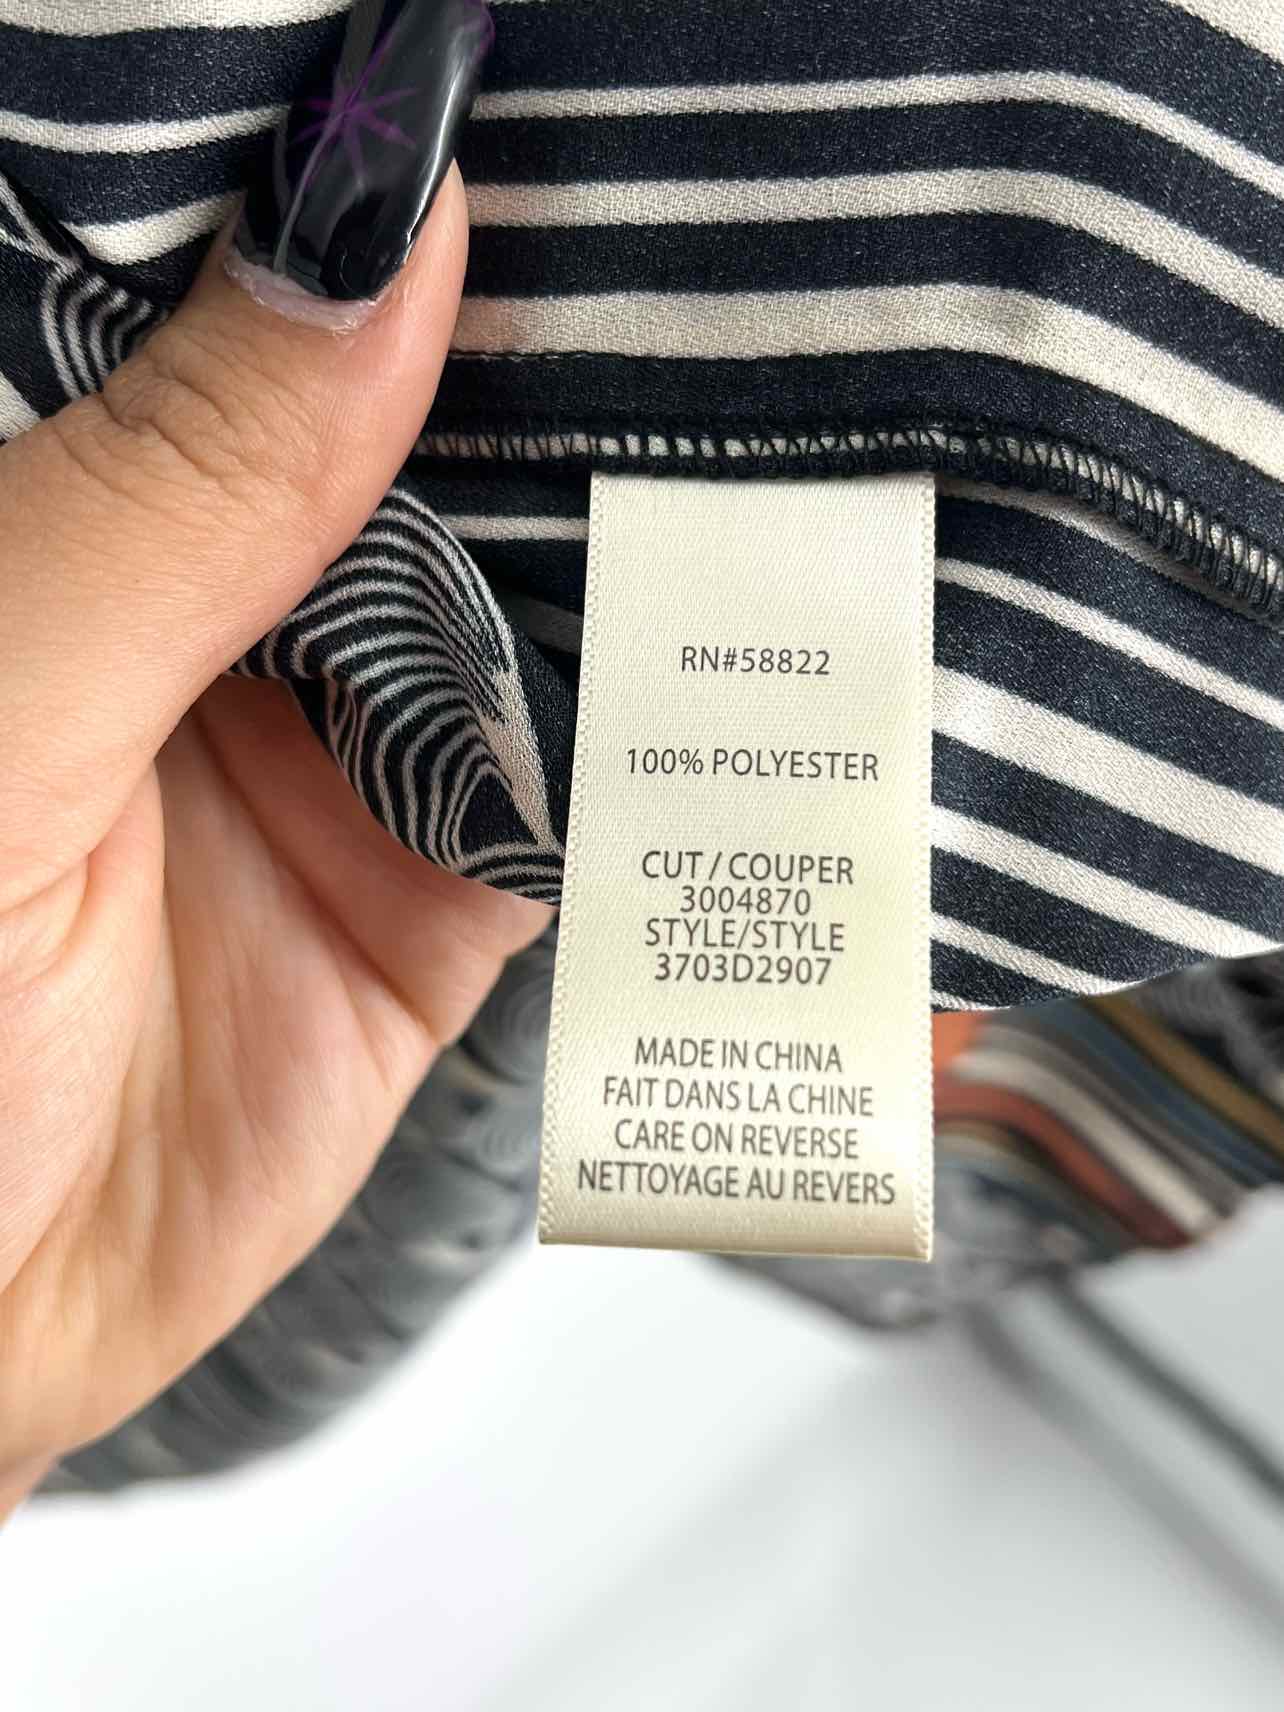 RN#58822
100% POLYESTER
CUT / COUPER
3004870
STYLE/STYLE
3703D2907
MADE IN CHINA
FAIT DANS LA CHINE
CARE ON REVERSE
NETTOYAGE AU REVERS